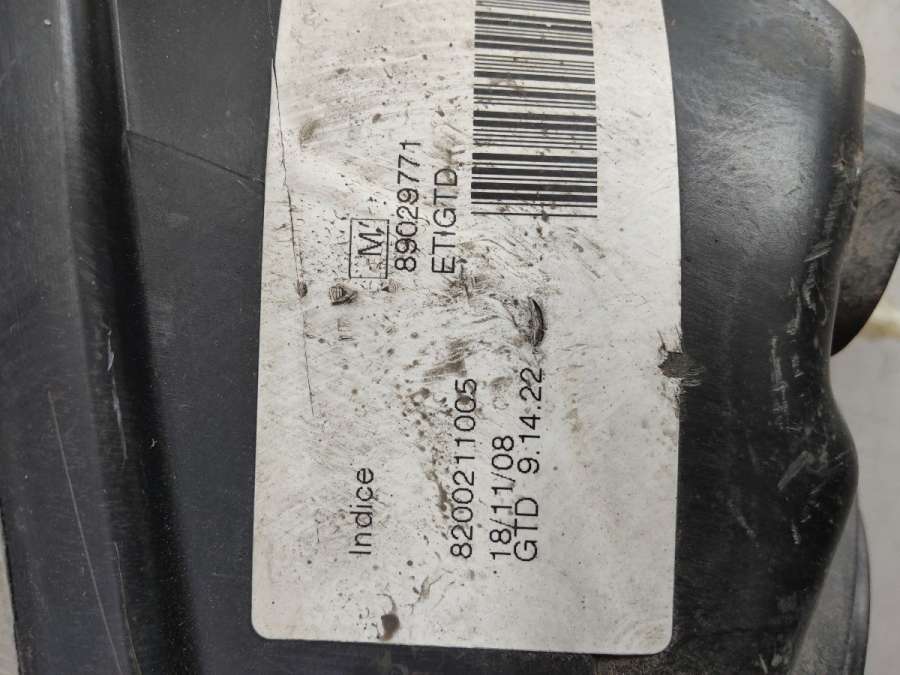 Indice M
8200211005 89029771
18/11/08 ETIGTD
GTD 9.14.22